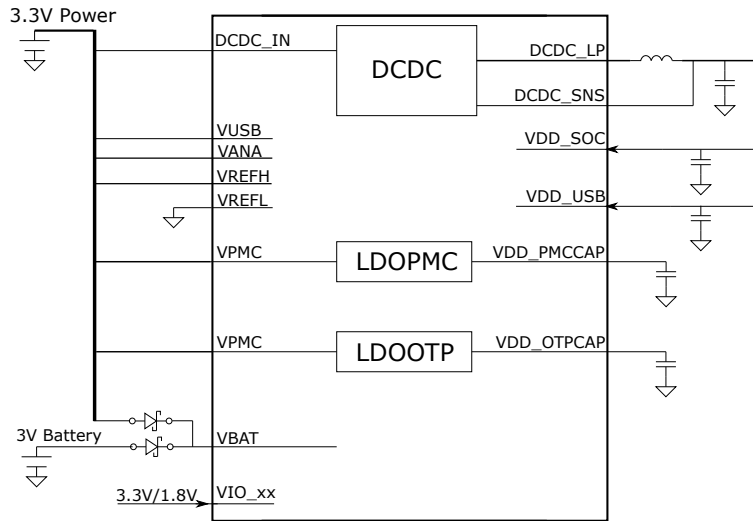 3.3V Power
DCDC_IN
DCDC
DCDC_LP
DCDC_SNS
VUSB
VANA
VREFH
VREFL
VDD_SOC
VDD_USB
VPMC
LDOPMC
VDD_PMCCAP
VPMC
LDOOTP
VDD_OTPCAP
3V Battery
VBAT
3.3V/1.8V
VIO_xx